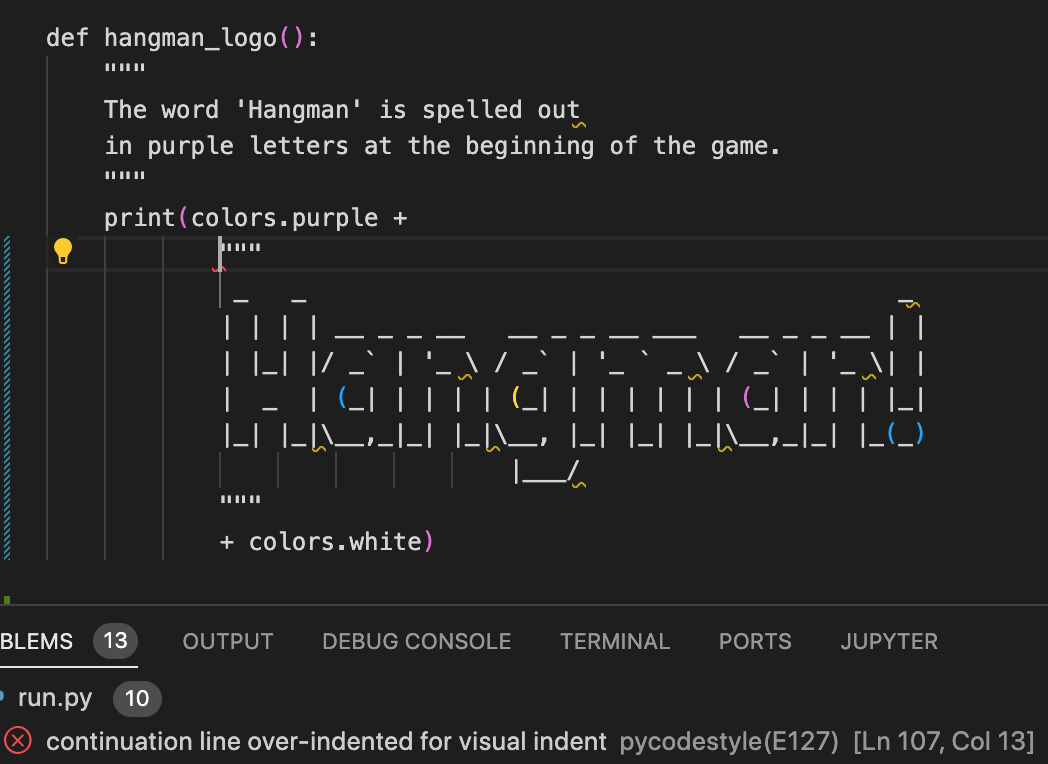 def hangman_logo():
    """
    The word 'Hangman' is spelled out
    in purple letters at the beginning of the game.
    """
    print(colors.purple +
            """
             _   _                                         _
            | | | | __ _ _ __   __ _ _ __ ___   __ _ _ __ | |
            | |_| |/ _` | '_ \ / _` | '_ ` _ \ / _` | '_ \| |
            |  _  | (_| | | | | (_| | | | | | | (_| | | | |_|
            |_| |_|\__,_|_| |_|\__, |_| |_| |_|\__,_|_| |_(_)
                                |___/
            """
            + colors.white)
BLEMS 13 OUTPUT DEBUG CONSOLE TERMINAL PORTS JUPYTER
run.py 10
continuation line over-indented for visual indent pycodestyle(E127) [Ln 107, Col 13]